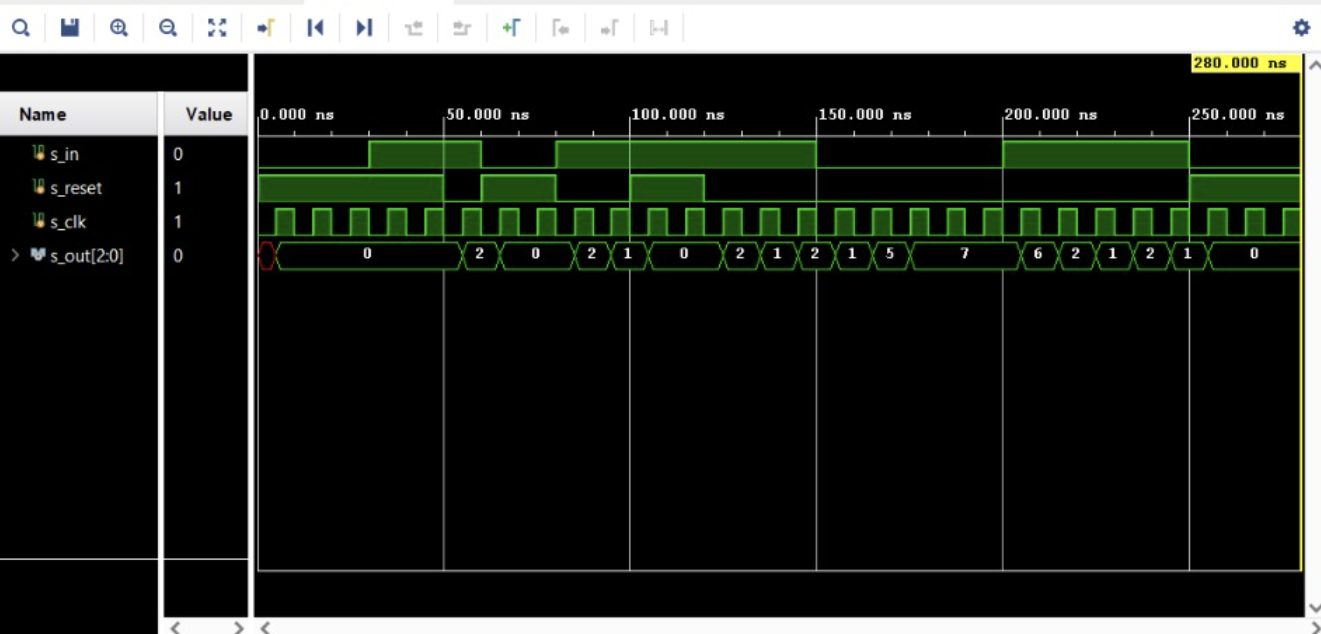 280.000 ns
Name Value 0.000 ns 50.000 ns 100.000 ns 150.000 ns 200.000 ns 250.000 ns
s_in 0
s_reset 1
s_clk 1
s_out[2:0] 0 0 2 0 2 1 0 2 1 2 1 5 7 6 2 1 2 1 0